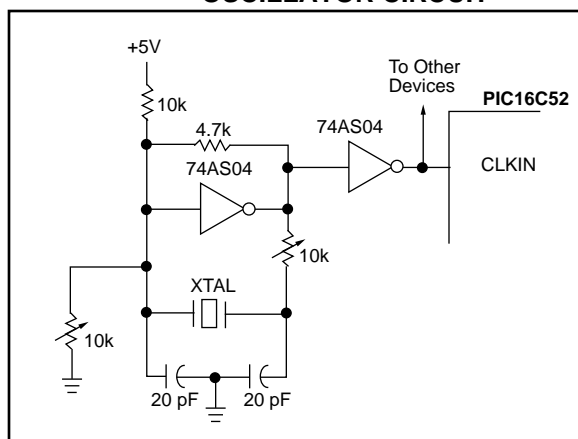 OSCILLATOR CIRCUIT
+5V
To Other
Devices
PIC16C52
10k
4.7k
74AS04
74AS04
CLKIN
10k
XTAL
10k
20 pF
20 pF